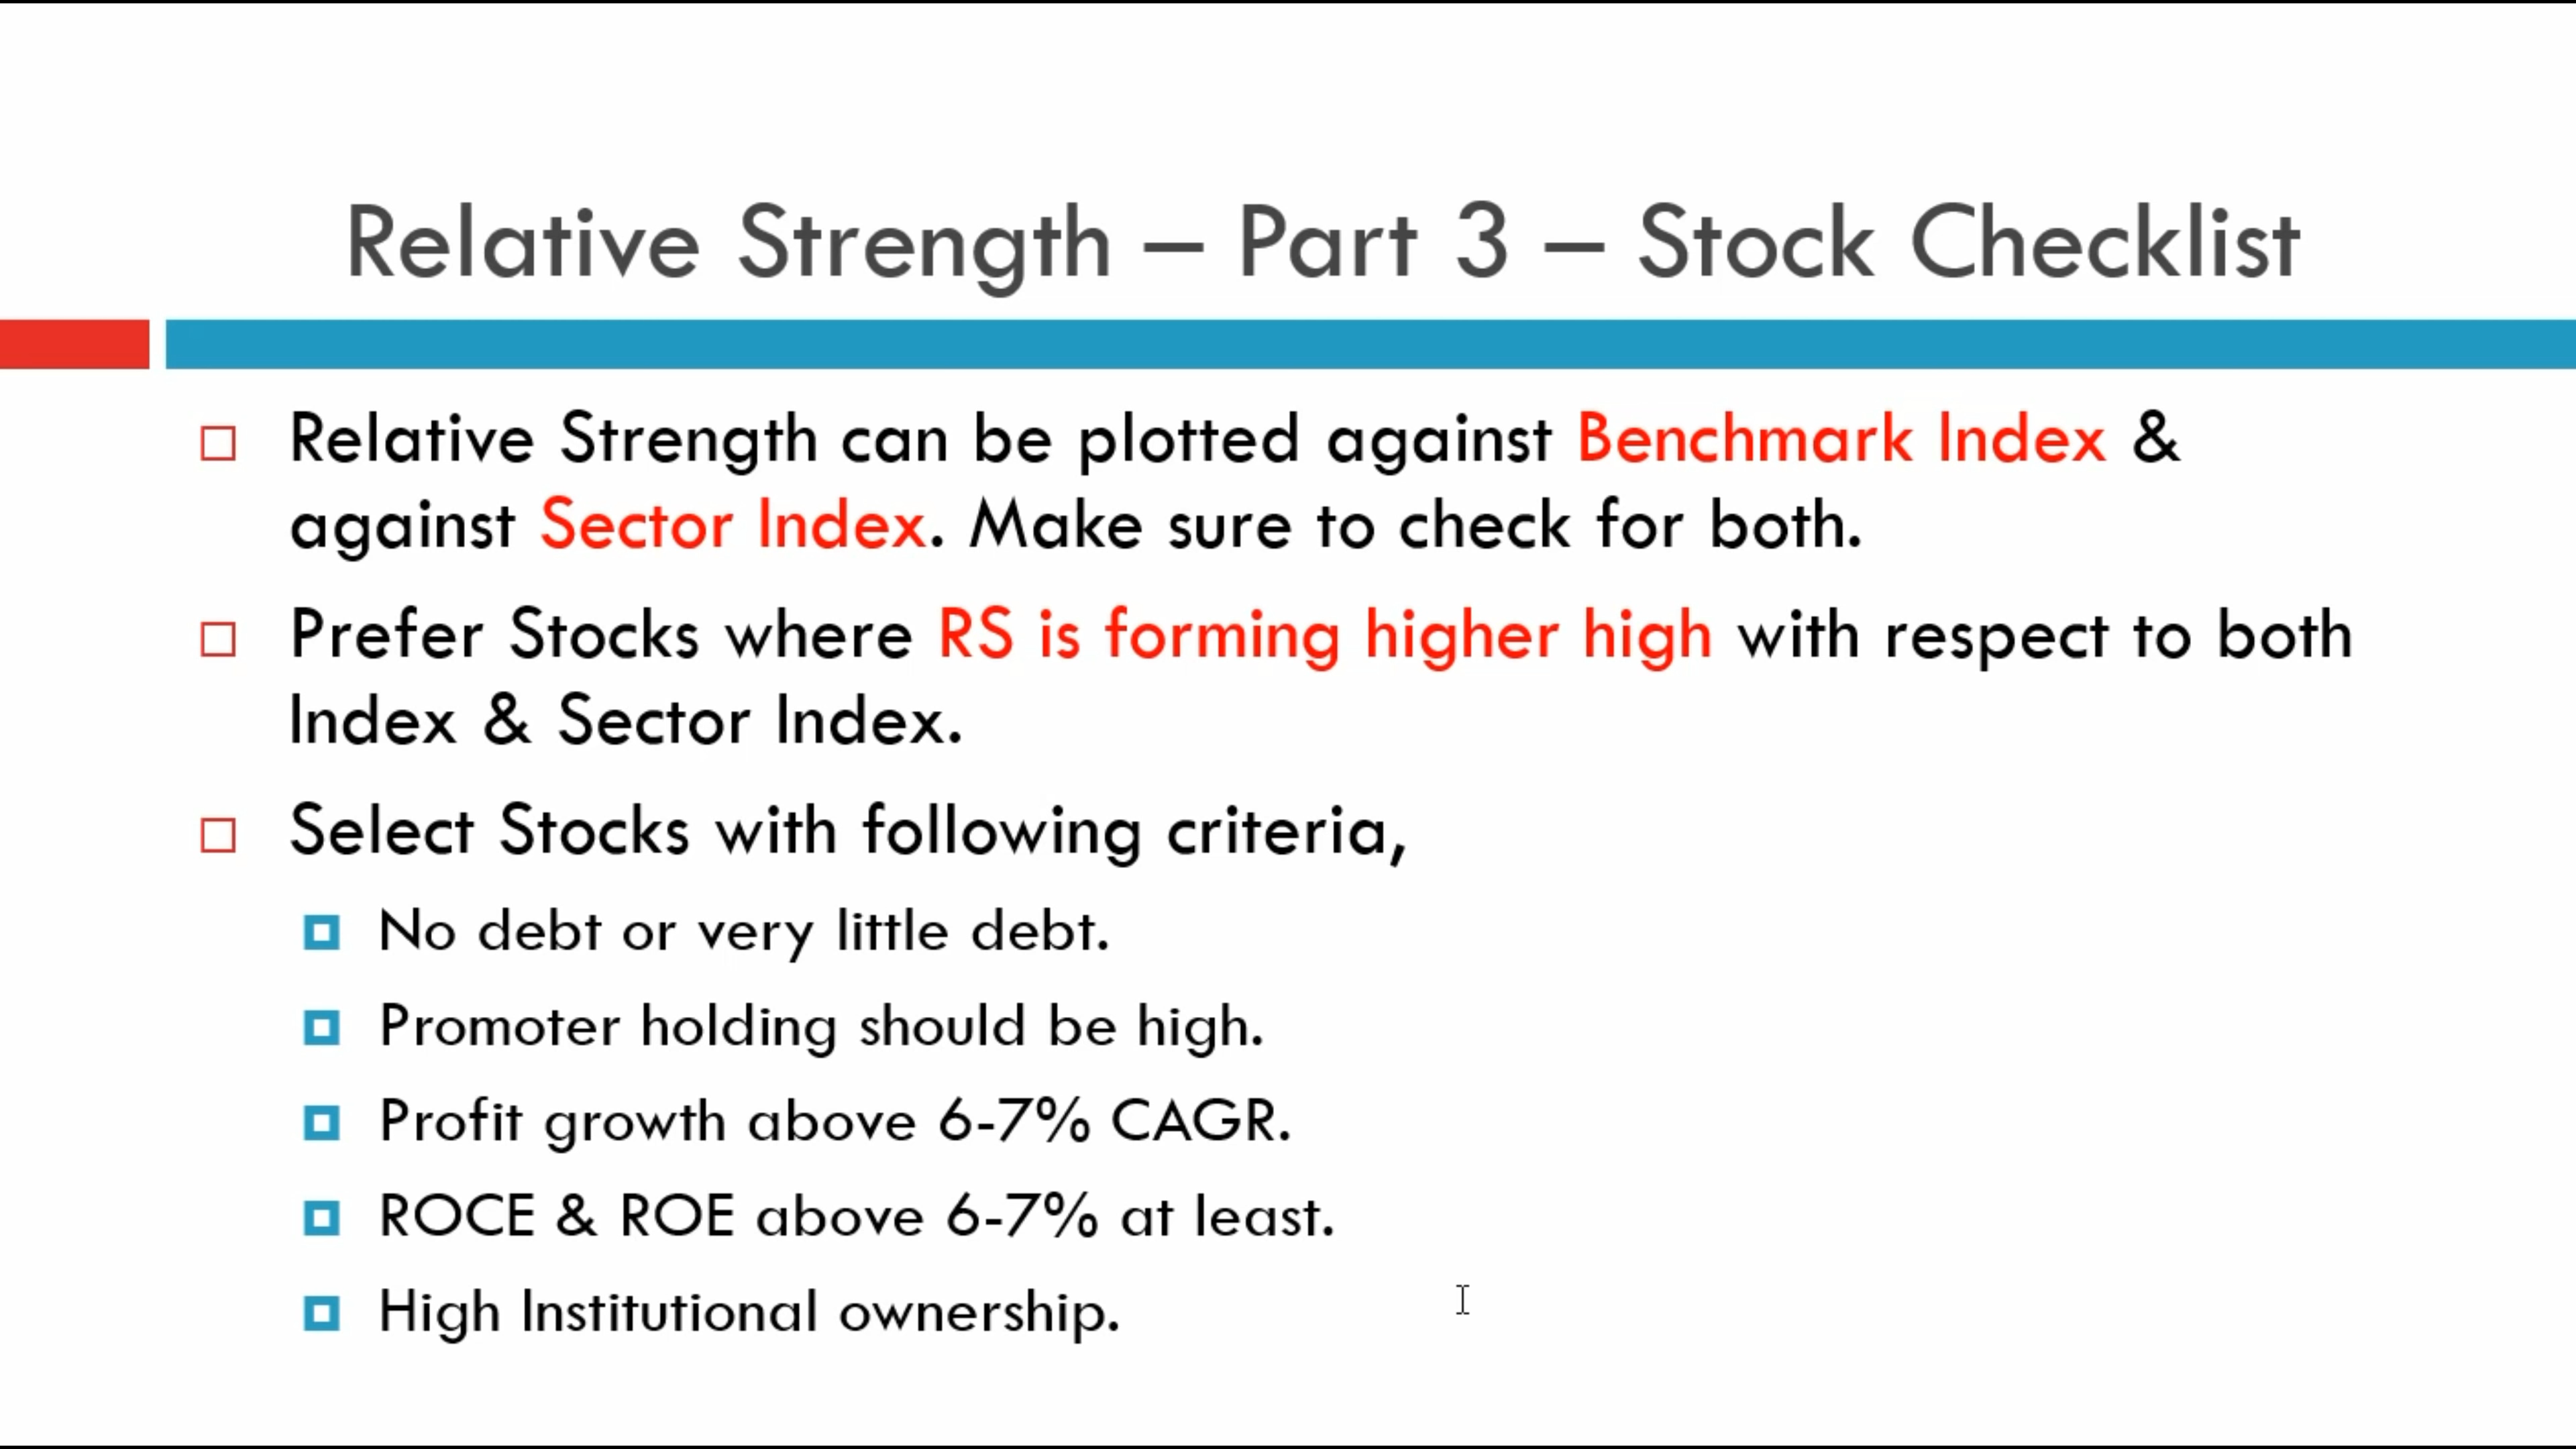 Relative Strength – Part 3 – Stock Checklist
Relative Strength can be plotted against Benchmark Index &
against Sector Index. Make sure to check for both.
Prefer Stocks where RS is forming higher high with respect to both
Index & Sector Index.
Select Stocks with following criteria,
No debt or very little debt.
Promoter holding should be high.
Profit growth above 6-7% CAGR.
ROCE & ROE above 6-7% at least.
High Institutional ownership.